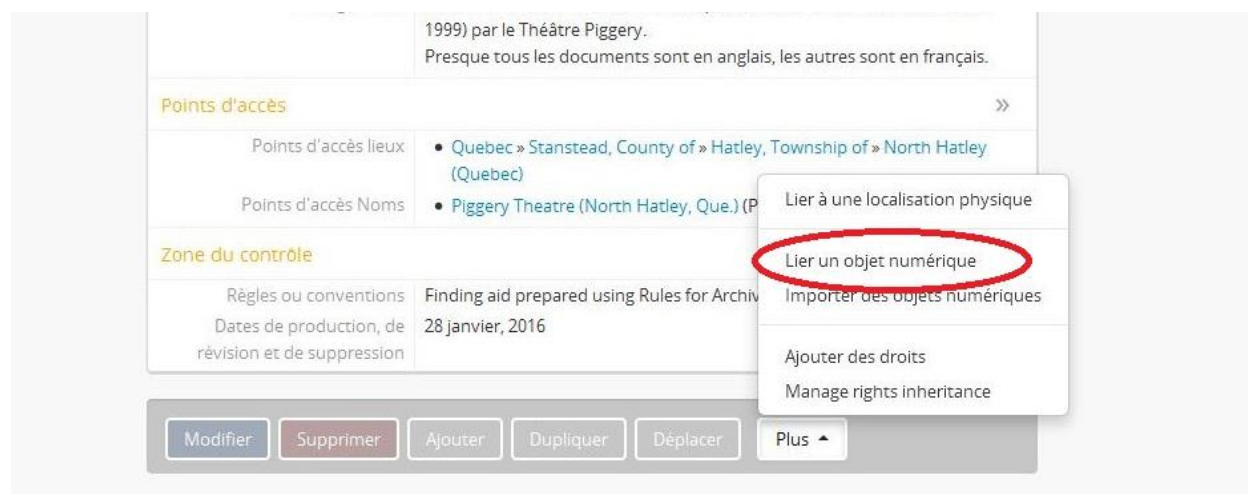 1999) par le Théâtre Piggery.
Presque tous les documents sont en anglais, les autres sont en français.
Points d'accès
»
Points d'accès lieux
• Quebec » Stanstead, County of » Hatley, Township of » North Hatley
(Quebec)
Points d'accès Noms
• Piggery Theatre (North Hatley, Que.) (P
Zone du contrôle
Règles ou conventions
Finding aid prepared using Rules for Archiv
Dates de production, de
révision et de suppression
28 janvier, 2016
Lier à une localisation physique
Lier un objet numérique
Importer des objets numériques
Ajouter des droits
Manage rights inheritance
Modifier
Supprimer
Ajouter
Dupliquer
Déplacer
Plus